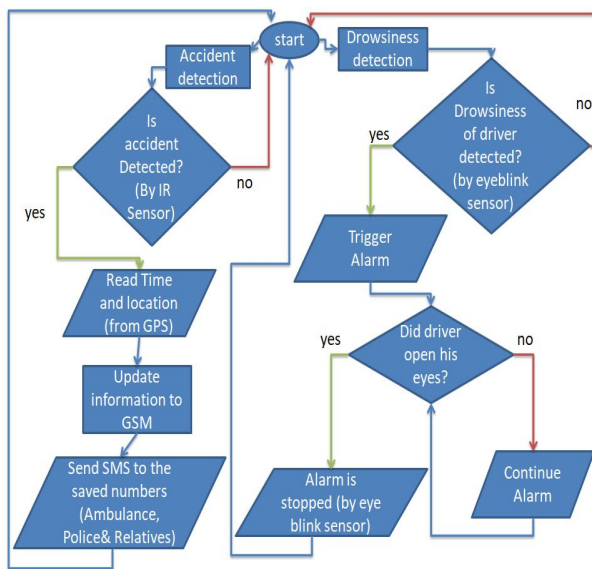 start
Accident
detection
Is
accident
Detected?
(By IR
Sensor)
no
yes
Read Time
and location
(from GPS)
Update
information to
GSM
Send SMS to the
saved numbers
(Ambulance,
Police& Relatives)
Drowsiness
detection
Is
Drowsiness
of driver
detected?
(by eyeblink
sensor)
no
yes
Trigger
Alarm
Did driver
open his
eyes?
yes
no
Alarm is
stopped (by eye
blink sensor)
Continue
Alarm